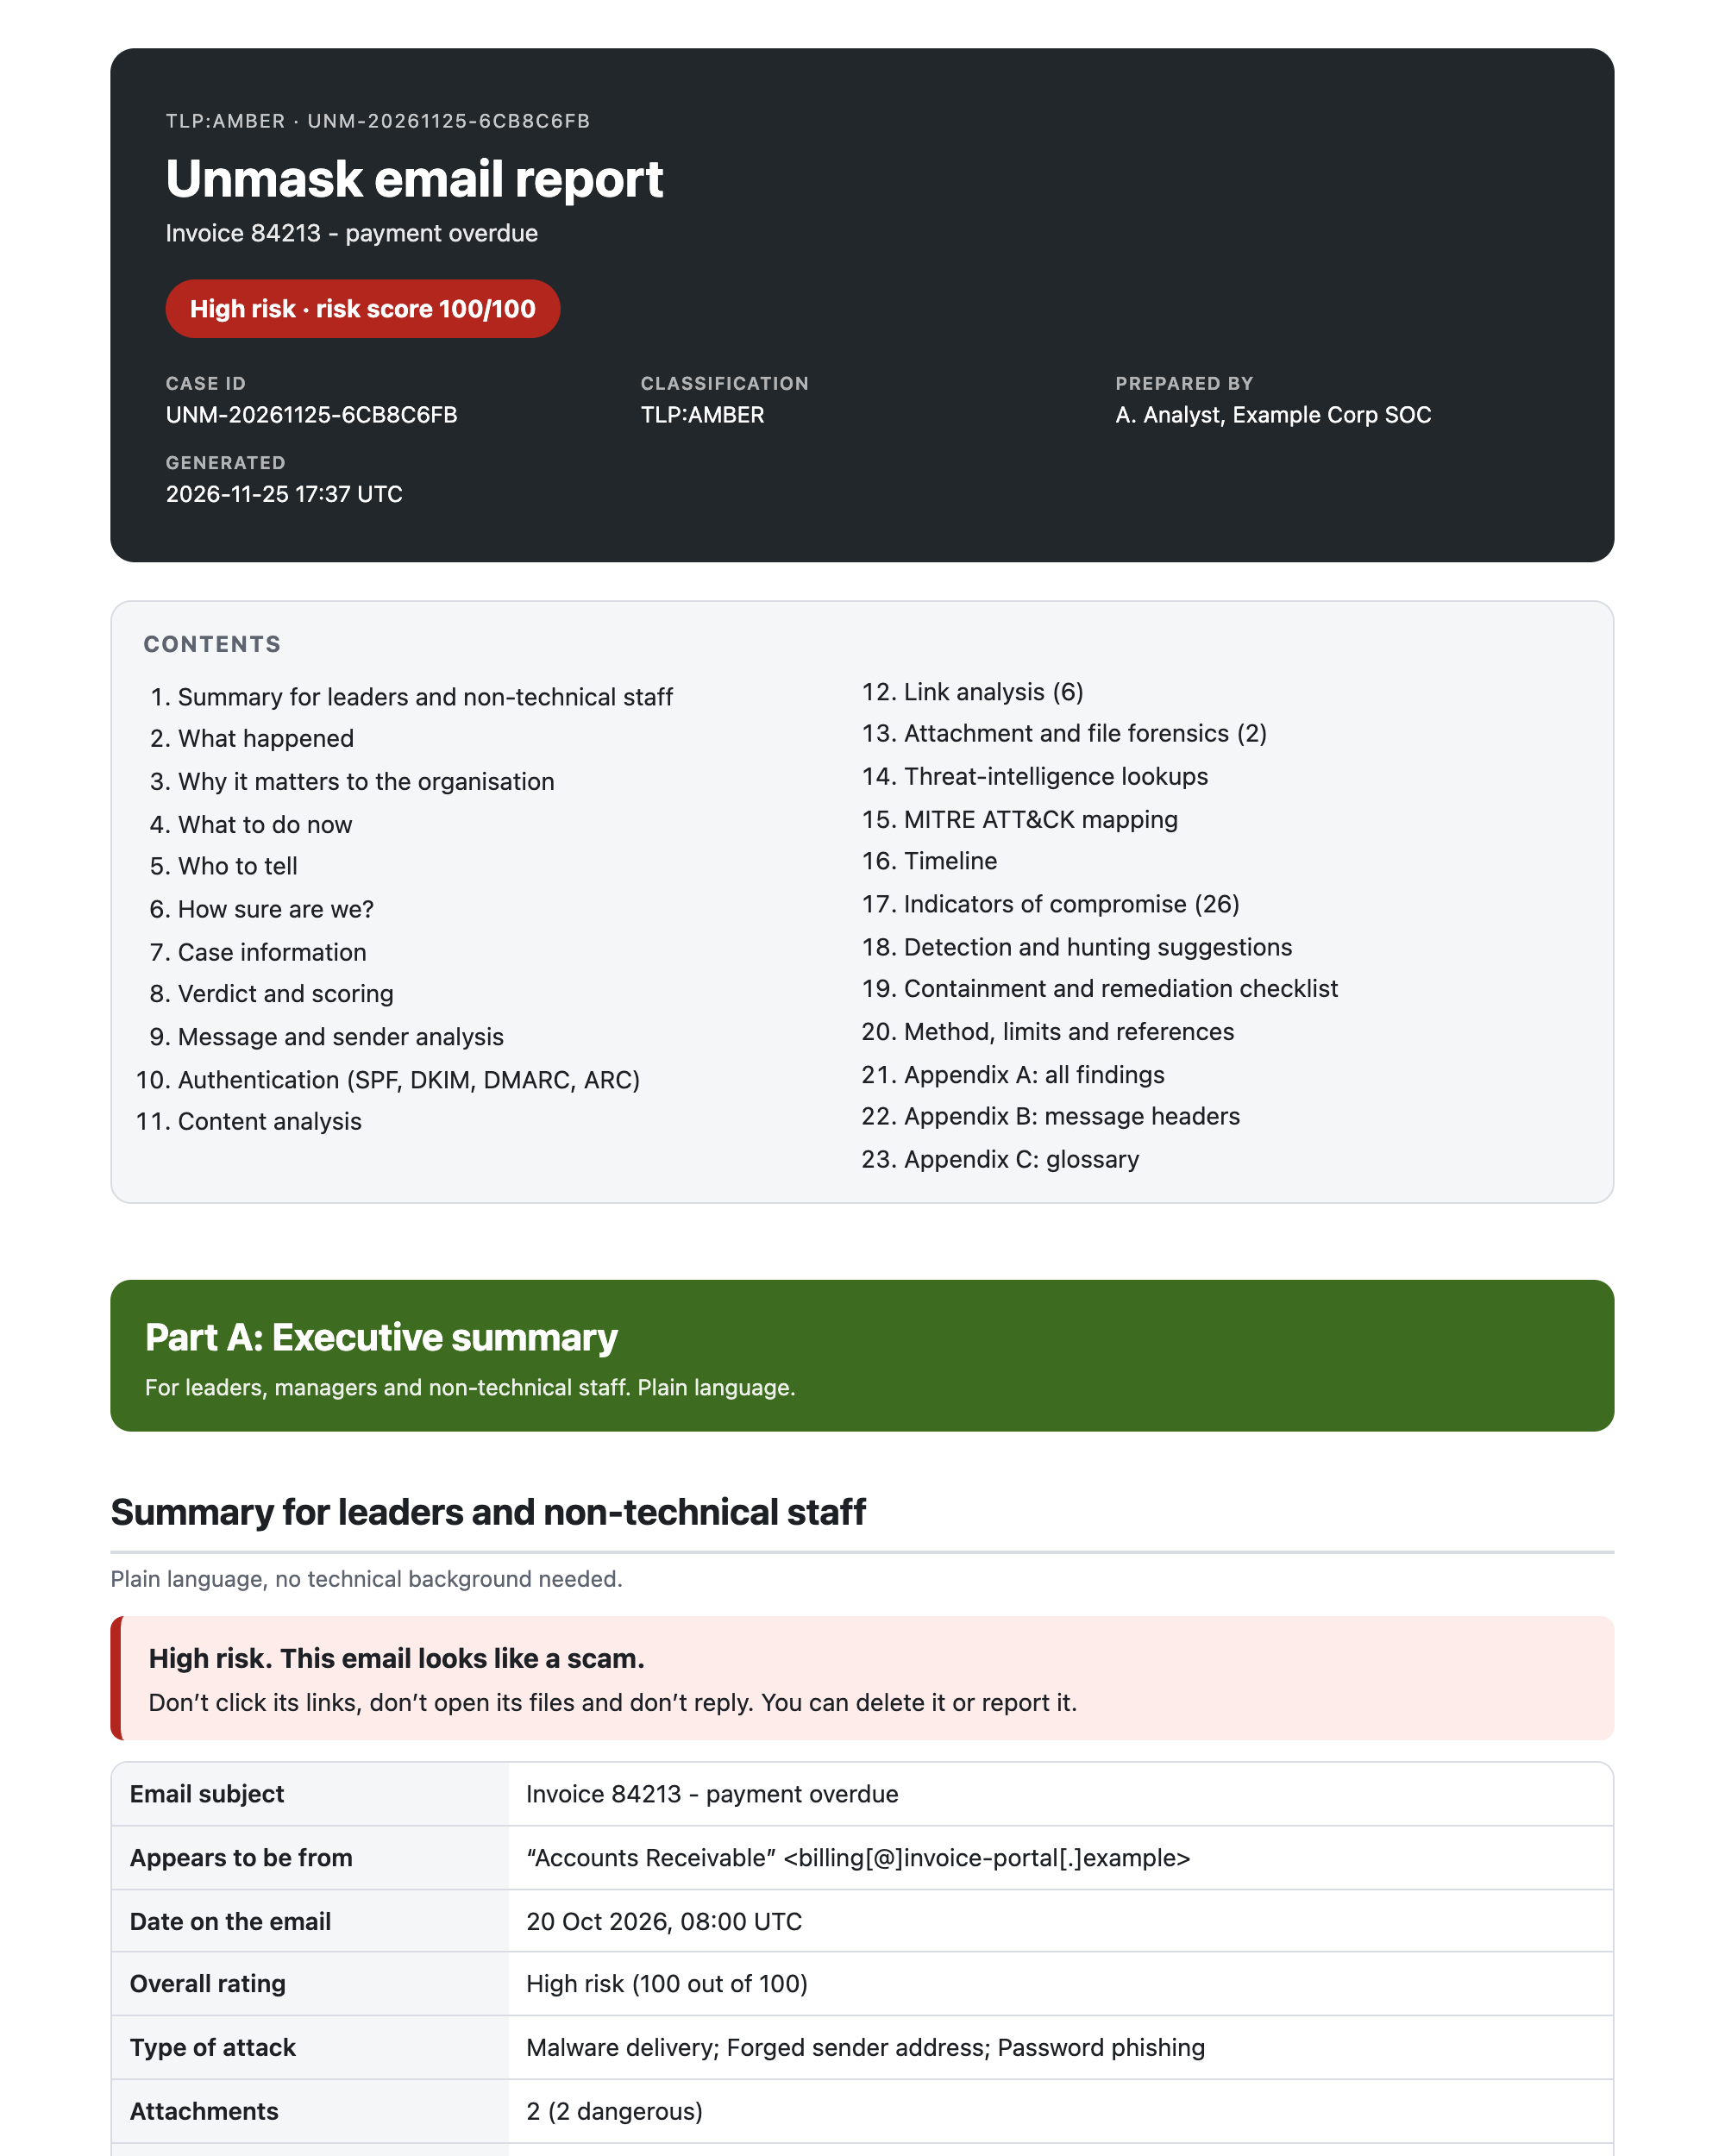 TLP:AMBER · UNM-20261125-6CB8C6FB
Unmask email report
Invoice 84213 - payment overdue
High risk · risk score 100/100
CASE ID
UNM-20261125-6CB8C6FB
CLASSIFICATION
TLP:AMBER
PREPARED BY
A. Analyst, Example Corp SOC
GENERATED
2026-11-25 17:37 UTC
CONTENTS
1. Summary for leaders and non-technical staff
2. What happened
3. Why it matters to the organisation
4. What to do now
5. Who to tell
6. How sure are we?
7. Case information
8. Verdict and scoring
9. Message and sender analysis
10. Authentication (SPF, DKIM, DMARC, ARC)
11. Content analysis
12. Link analysis (6)
13. Attachment and file forensics (2)
14. Threat-intelligence lookups
15. MITRE ATT&CK mapping
16. Timeline
17. Indicators of compromise (26)
18. Detection and hunting suggestions
19. Containment and remediation checklist
20. Method, limits and references
21. Appendix A: all findings
22. Appendix B: message headers
23. Appendix C: glossary
Part A: Executive summary
For leaders, managers and non-technical staff. Plain language.
Summary for leaders and non-technical staff
Plain language, no technical background needed.
High risk. This email looks like a scam.
Don’t click its links, don’t open its files and don’t reply. You can delete it or report it.
Email subject Invoice 84213 - payment overdue
Appears to be from “Accounts Receivable” <billing[@]invoice-portal[.]example>
Date on the email 20 Oct 2026, 08:00 UTC
Overall rating High risk (100 out of 100)
Type of attack Malware delivery; Forged sender address; Password phishing
Attachments 2 (2 dangerous)